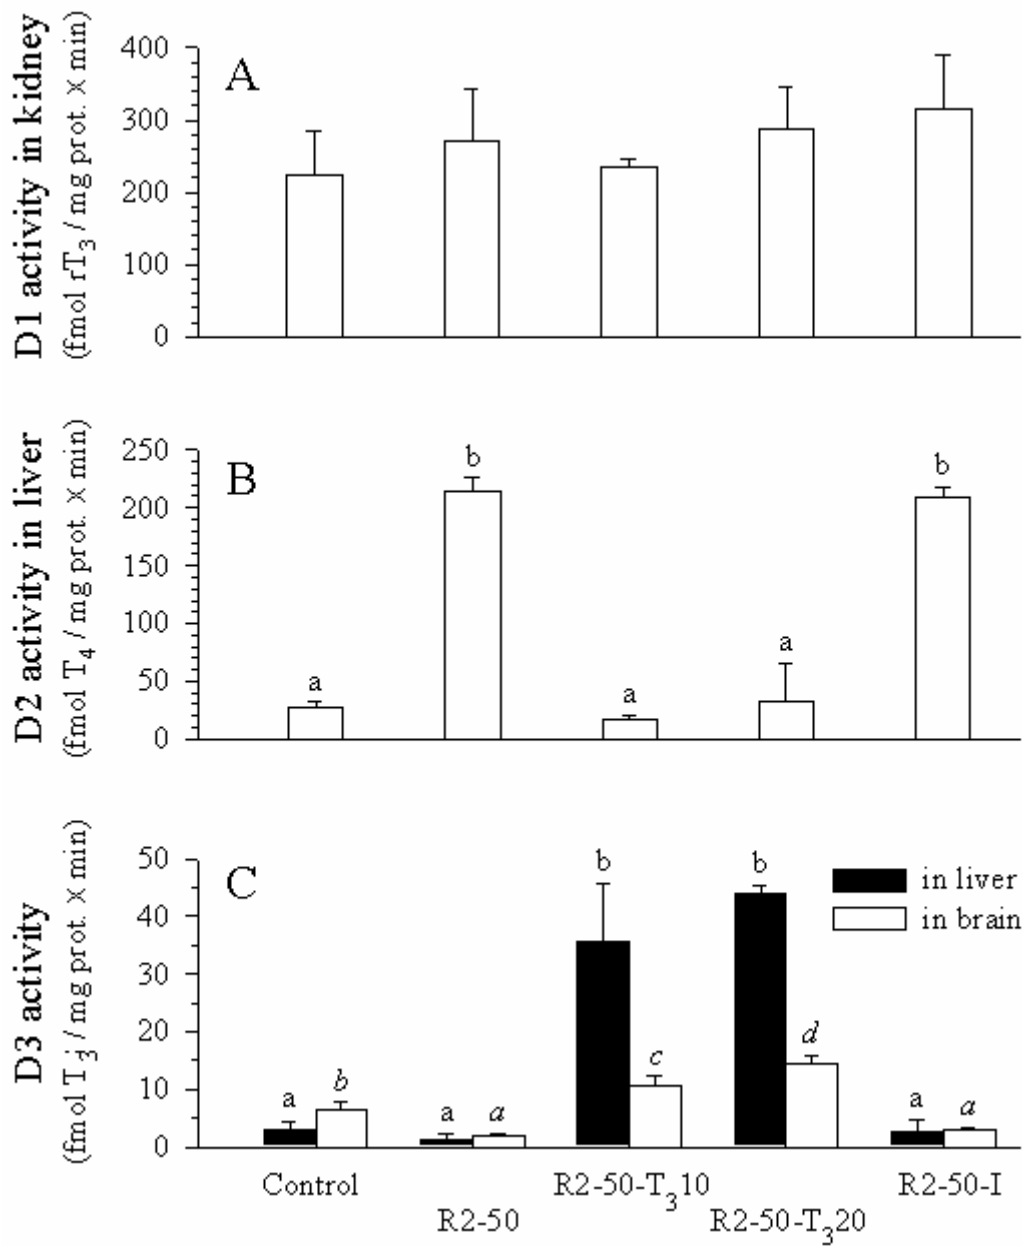 D1 activity in kidney
(fmol rT3 / mg prot. X min)
400
300
200
100
0
A
D2 activity in liver
(fmol T4 / mg prot. X min)
250
200
150
100
50
0
B
a
b
a
a
b
D3 activity
(fmol T3 / mg prot. X min)
50
40
30
20
10
0
C
in liver
in brain
a
b
a
a
b
c
b
d
a
a
Control
R2-50
R2-50-T310
R2-50-T320
R2-50-I